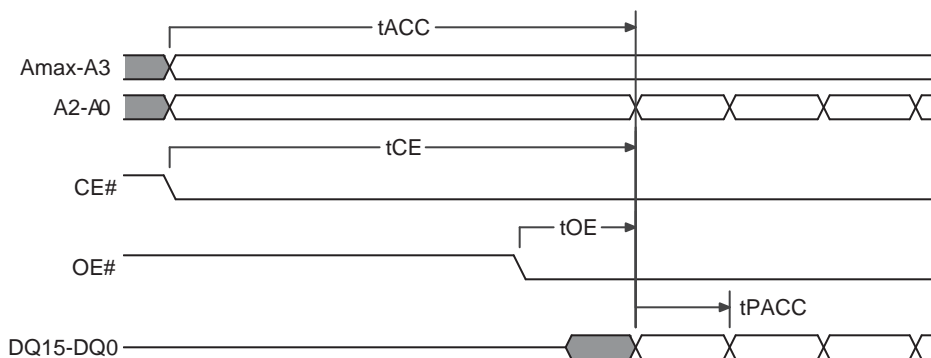 tACC
Amax-A3
A2-A0
tCE
CE#
tOE
OE#
tPACC
DQ15-DQ0